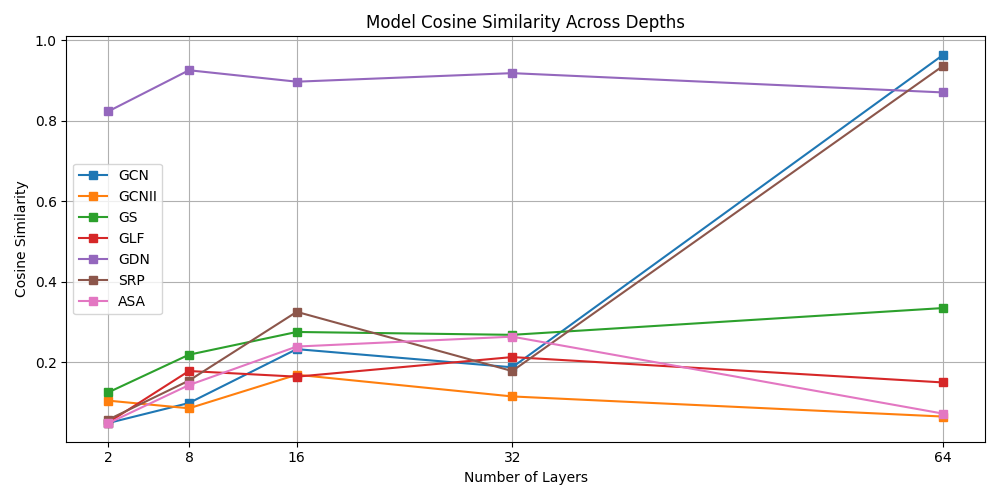 Model Cosine Similarity Across Depths
1.0
0.8
0.6
0.4
0.2
Cosine Similarity
GCN
GCNII
GS
GLF
GDN
SRP
ASA
2 8 16 32 64
Number of Layers